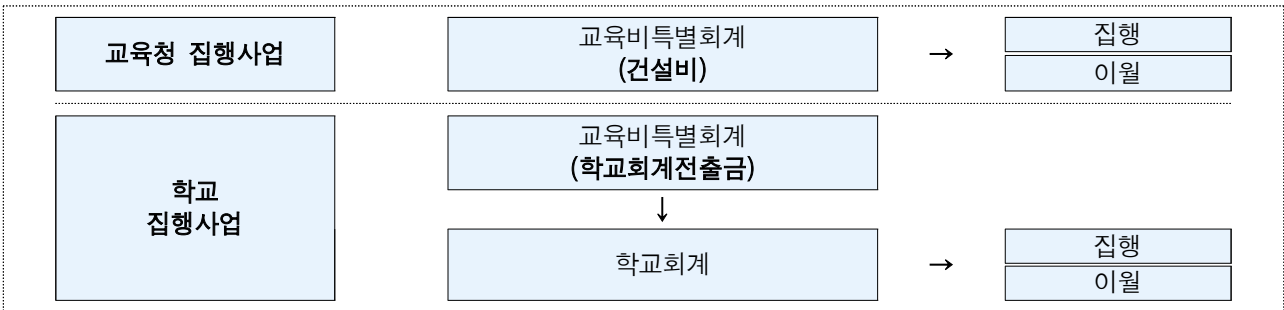 교육청 집행사업
교육비특별회계
(건설비)
→
집행
이월
학교
집행사업
교육비특별회계
(학교회계전출금)
↓
학교회계
→
집행
이월